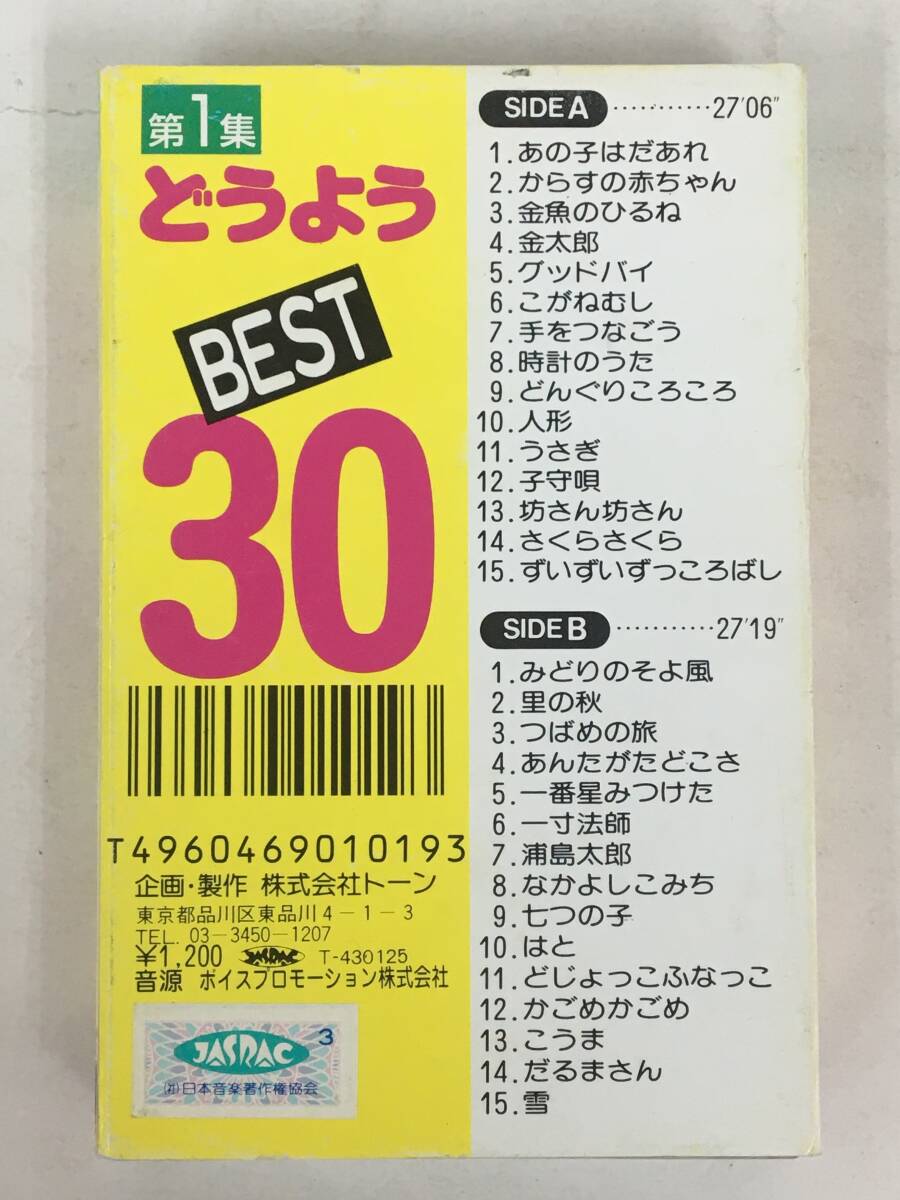 第1集
どうよう
BEST
30
T4960469010193
企画・製作 株式会社トーン
東京都品川区東品川4-1-3
TEL. 03-3450-1207
¥1,200 JASRAC T-430125
音源 ボイスプロモーション株式会社
JASRAC 3
(社)日本音楽著作権協会
SIDE A ………… 27'06"
1.あの子はだあれ
2.からすの赤ちゃん
3.金魚のひるね
4.金太郎
5.グッドバイ
6.こがねむし
7.手をつなごう
8.時計のうた
9.どんぐりころころ
10.人形
11.うさぎ
12.子守唄
13.坊さん坊さん
14.さくらさくら
15.ずいずいずっころばし
SIDE B ………… 27'19"
1.みどりのそよ風
2.里の秋
3.つばめの旅
4.あんたがたどこさ
5.一番星みつけた
6.一寸法師
7.浦島太郎
8.なかよしこみち
9.七つの子
10.はと
11.どじょっこふなっこ
12.かごめかごめ
13.こうま
14.だるまさん
15.雪